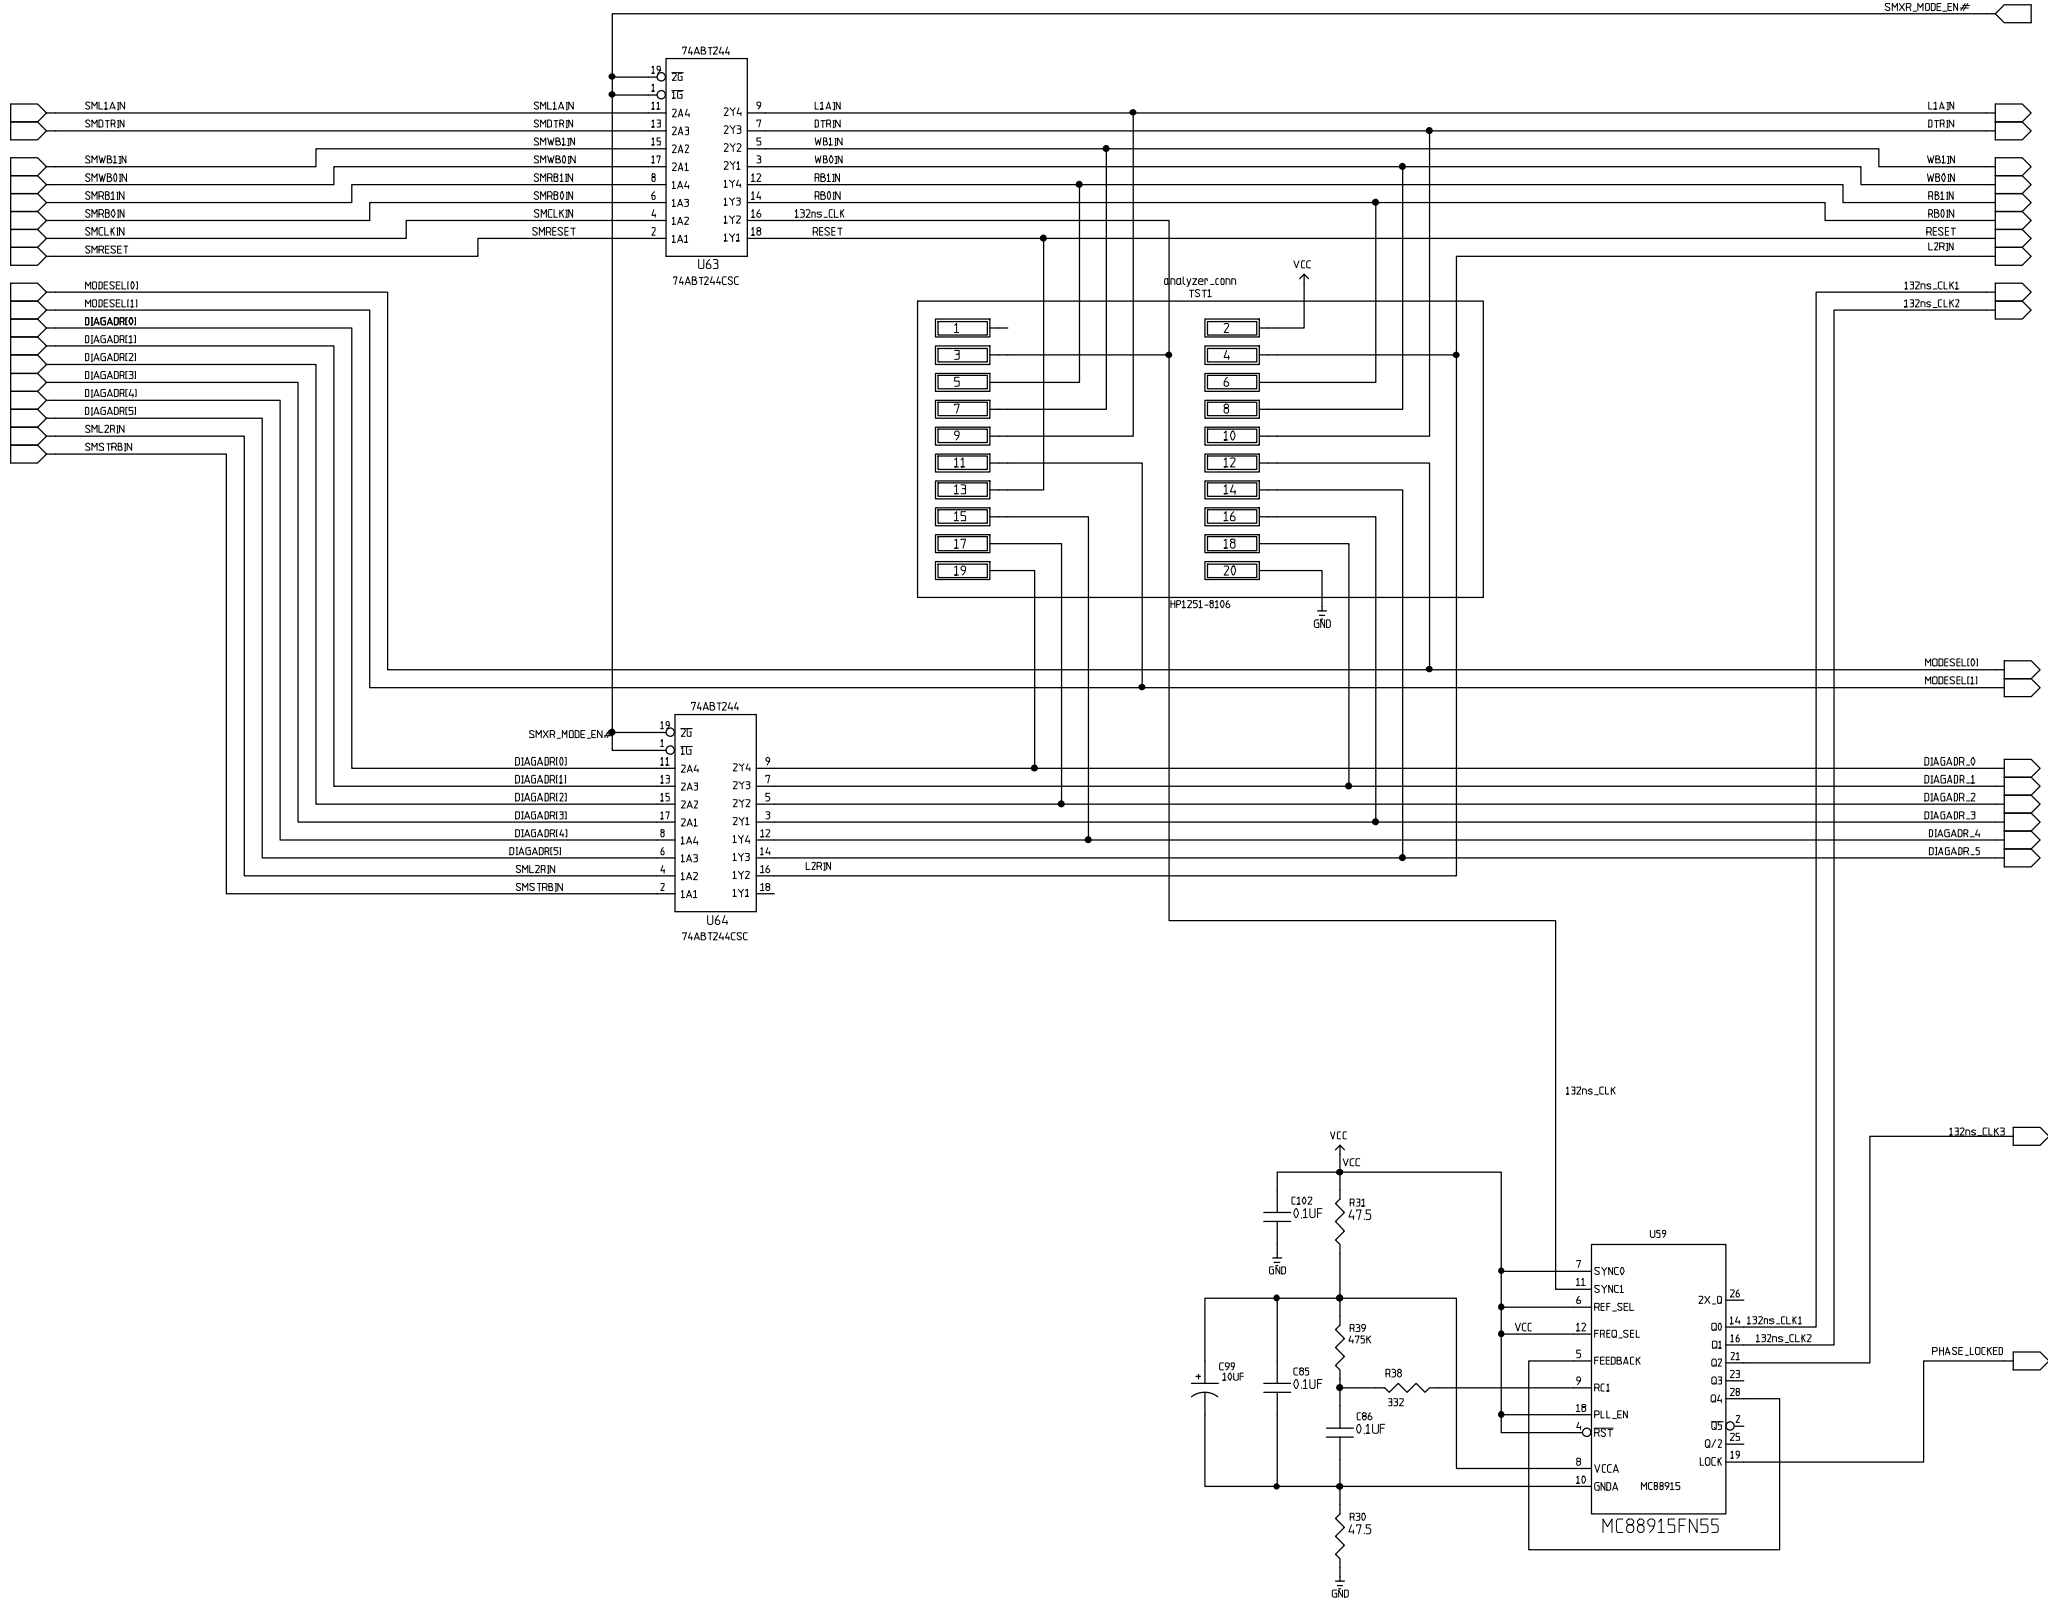 SMXR_MODE_EN#
74ABT244
19 2G
1 1G
SML1AIN SML1AIN 11 2A4 2Y4 9 L1AIN L1AIN
SMDTRIN SMDTRIN 13 2A3 2Y3 7 DTRIN DTRIN
SMWB1IN 15 2A2 2Y2 5 WB1IN
SMWB1IN SMWB0IN 17 2A1 2Y1 3 WB0IN WB1IN
SMWB0IN SMRB1IN 8 1A4 1Y4 12 RB1IN WB0IN
SMRB1IN SMRB0IN 6 1A3 1Y3 14 RB0IN RB1IN
SMRB0IN SMCLKIN 4 1A2 1Y2 16 132ns_CLK RB0IN
SMCLKIN SMRESET 2 1A1 1Y1 18 RESET RESET
SMRESET L2RIN
U63
74ABT244CSC
VCC
analyzer_conn
TST1
MODESEL[0] 132ns_CLK1
MODESEL[1] 132ns_CLK2
DIAGADR[0]
DIAGADR[1]
DIAGADR[2]
DIAGADR[3]
DIAGADR[4]
DIAGADR[5]
SML2RIN
SMSTRBIN
1 2
3 4
5 6
7 8
9 10
11 12
13 14
15 16
17 18
19 20
HP1251-8106
GND
MODESEL[0]
MODESEL[1]
74ABT244
SMXR_MODE_EN# 19 2G
1 1G
DIAGADR[0] 11 2A4 2Y4 9 DIAGADR_0
DIAGADR[1] 13 2A3 2Y3 7 DIAGADR_1
DIAGADR[2] 15 2A2 2Y2 5 DIAGADR_2
DIAGADR[3] 17 2A1 2Y1 3 DIAGADR_3
DIAGADR[4] 8 1A4 1Y4 12 DIAGADR_4
DIAGADR[5] 6 1A3 1Y3 14 DIAGADR_5
SML2RIN 4 1A2 1Y2 16 L2RIN
SMSTRBIN 2 1A1 1Y1 18
U64
74ABT244CSC
132ns_CLK
132ns_CLK3
VCC
VCC
C102
0.1UF
R31
47.5
GND
U59
7 SYNC0
11 SYNC1
6 REF_SEL
VCC 12 FREQ_SEL
5 FEEDBACK
9 RC1
18 PLL_EN
4 RST
8 VCCA
10 GNDA
2X_Q 26
Q0 14 132ns_CLK1
Q1 16 132ns_CLK2
Q2 21
Q3 23
Q4 28
Q5 2
Q/2 25
LOCK 19
PHASE_LOCKED
MC88915
MC88915FN55
R39
475K
+
C99
10UF
C85
0.1UF
R38
332
C86
0.1UF
R30
47.5
GND